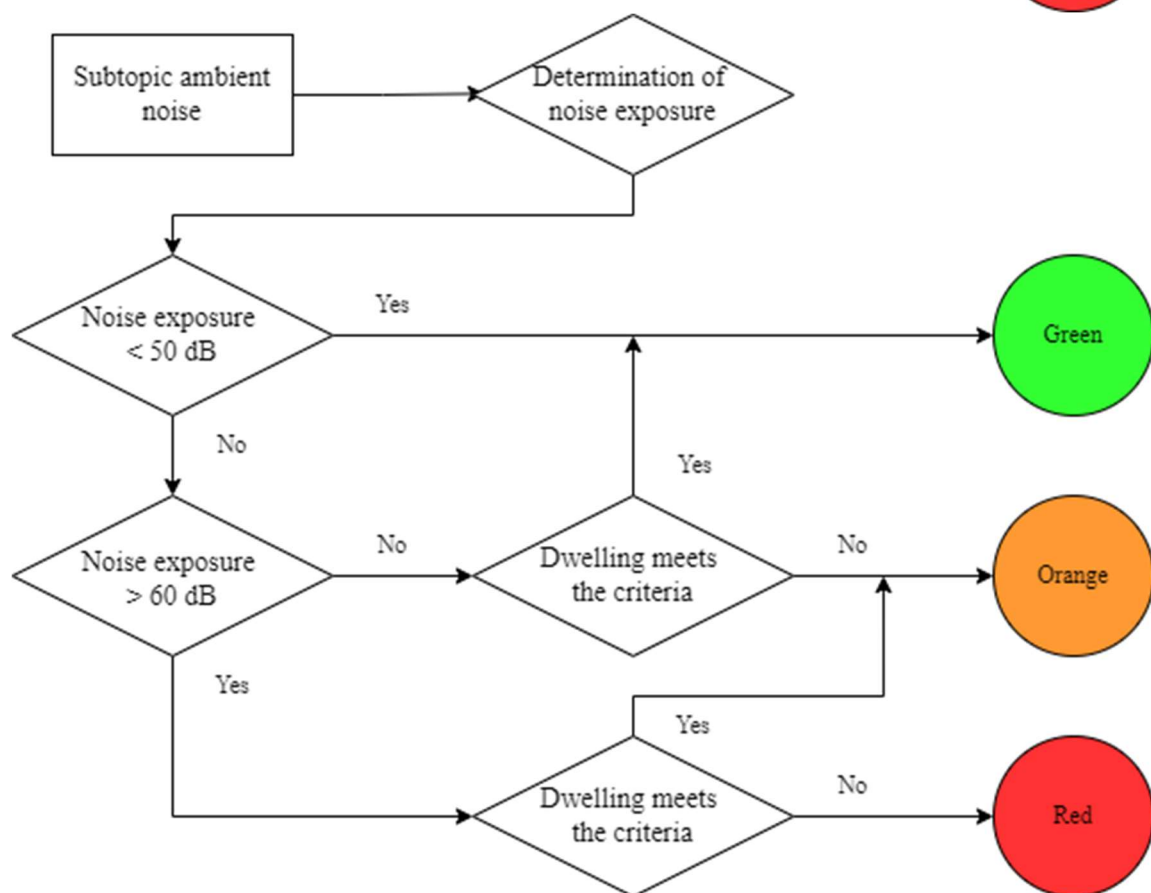 Subtopic ambient
noise
Determination of
noise exposure
Noise exposure
< 50 dB
Yes
Green
No
Yes
Noise exposure
> 60 dB
No
Dwelling meets
the criteria
No
Orange
Yes
Yes
Dwelling meets
the criteria
No
Red